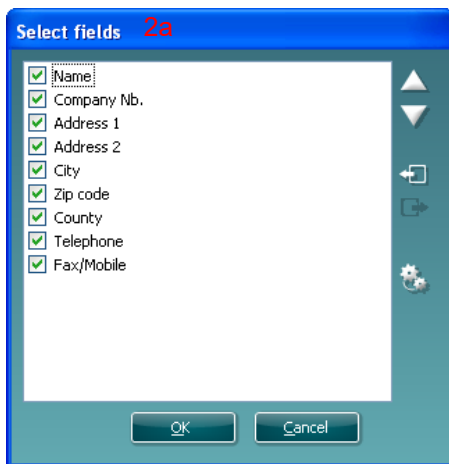 Select fields 2a
Name
Company Nb.
Address 1
Address 2
City
Zip code
County
Telephone
Fax/Mobile
OK Cancel